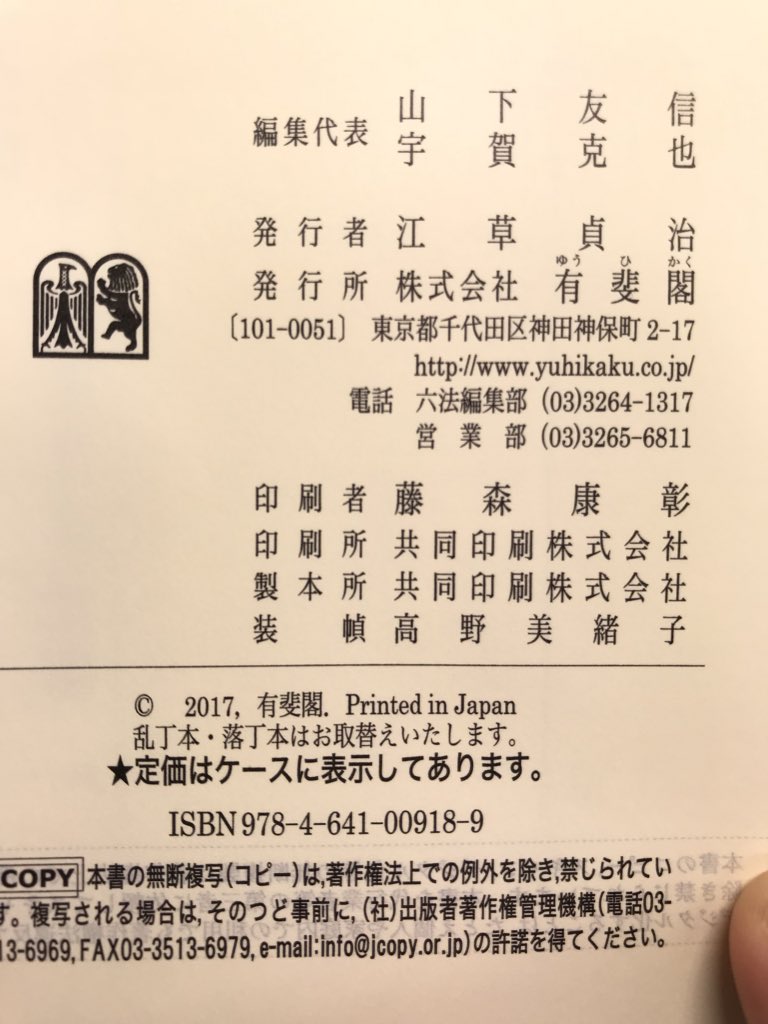 編集代表 山下友信
宇賀克也
発行者 江草貞治
ゆうひかく
発行所 株式会社 有斐閣
〔101-0051〕 東京都千代田区神田神保町 2-17
http://www.yuhikaku.co.jp/
電話 六法編集部 (03)3264-1317
営業部 (03)3265-6811
印刷者 藤森康彰
印刷所 共同印刷株式会社
製本所 共同印刷株式会社
装幀 高野美緒子
© 2017, 有斐閣. Printed in Japan
乱丁本・落丁本はお取替えいたします。
★定価はケースに表示してあります。
ISBN 978-4-641-00918-9
COPY 本書の無断複写(コピー)は,著作権法上での例外を除き,禁じられてい
す。複写される場合は,そのつど事前に,(社)出版者著作権管理機構(電話03-
13-6969,FAX03-3513-6979,e-mail:info@jcopy.or.jp)の許諾を得てください。